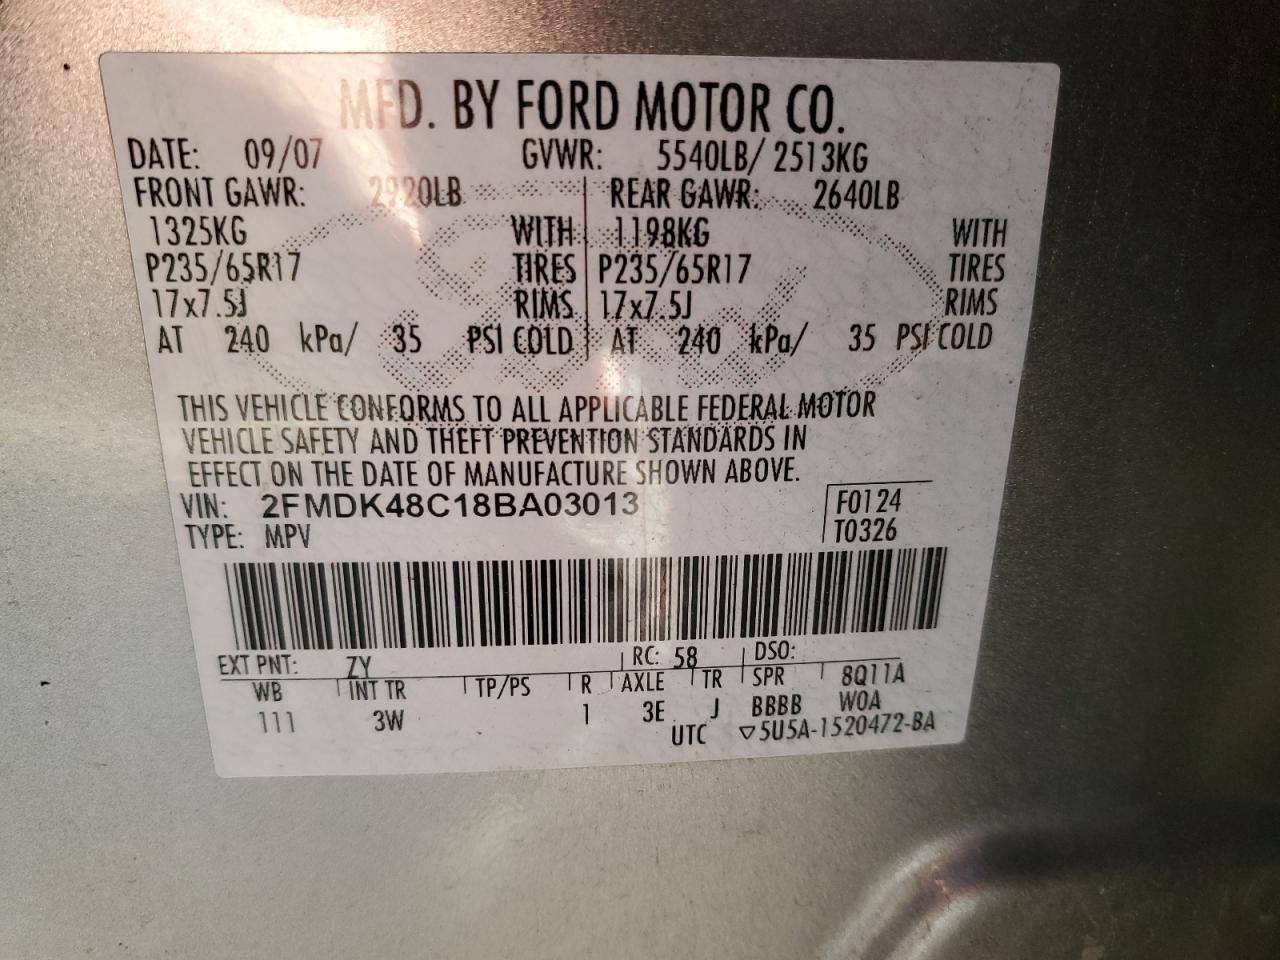 MFD. BY FORD MOTOR CO.
DATE: 09/07 GVWR: 5540LB/ 2513KG
FRONT GAWR: 2920LB REAR GAWR: 2640LB
1325KG WITH 1198KG WITH
P235/65R17 TIRES P235/65R17 TIRES
17x7.5J RIMS 17x7.5J RIMS
AT 240 kPa/ 35 PSI COLD AT 240 kPa/ 35 PSI COLD
THIS VEHICLE CONFORMS TO ALL APPLICABLE FEDERAL MOTOR
VEHICLE SAFETY AND THEFT PREVENTION STANDARDS IN
EFFECT ON THE DATE OF MANUFACTURE SHOWN ABOVE.
VIN: 2FMDK48C18BA03013 F0124
TYPE: MPV T0326
EXT PNT: ZY RC: 58 DSO:
WB INT TR TP/PS R AXLE TR SPR 8Q11A
111 3W 1 3E J BBBB W0A
UTC ▽5U5A-1520472-BA